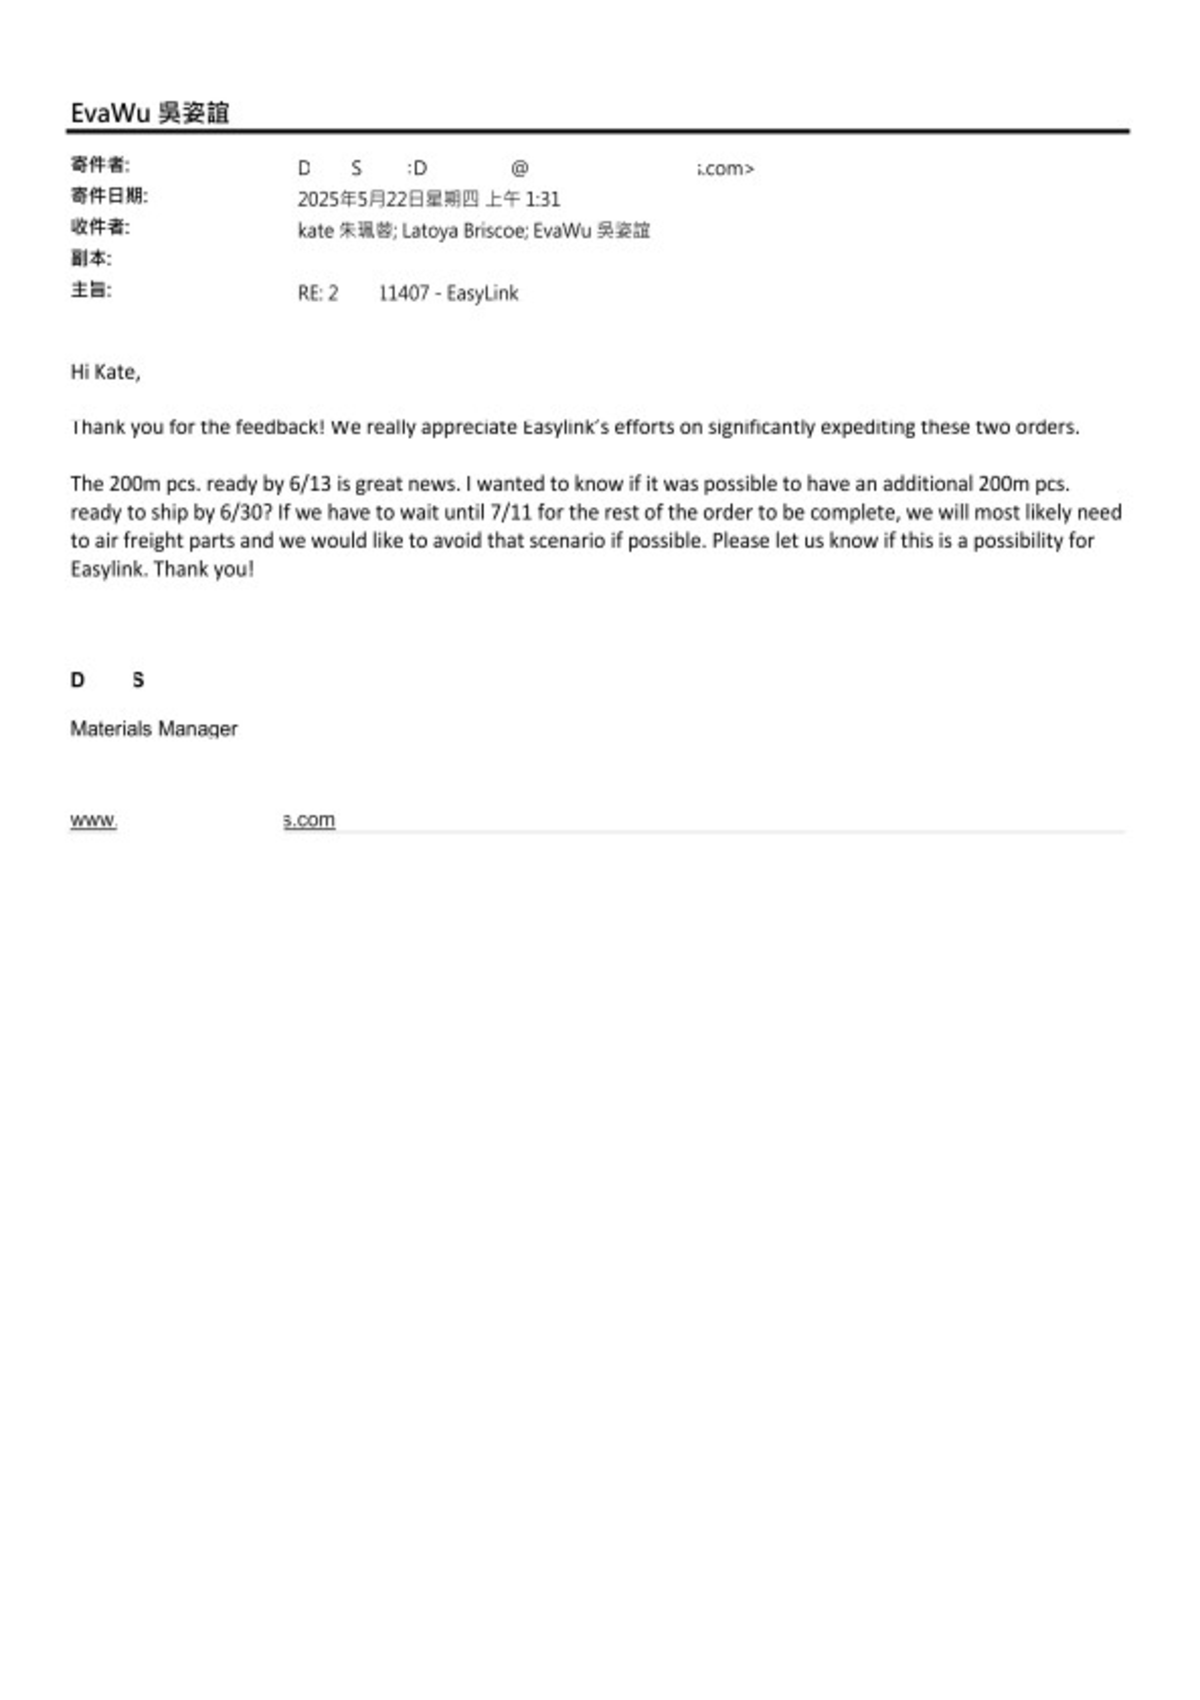 EvaWu 吳姿誼
寄件者: D S :D @ s.com>
寄件日期: 2025年5月22日星期四 上午 1:31
收件者: kate 朱珮蓉; Latoya Briscoe; EvaWu 吳姿誼
副本:
主旨: RE: 2 11407 - EasyLink
Hi Kate,
Thank you for the feedback! We really appreciate Easylink's efforts on significantly expediting these two orders.
The 200m pcs. ready by 6/13 is great news. I wanted to know if it was possible to have an additional 200m pcs.
ready to ship by 6/30? If we have to wait until 7/11 for the rest of the order to be complete, we will most likely need
to air freight parts and we would like to avoid that scenario if possible. Please let us know if this is a possibility for
Easylink. Thank you!
D S
Materials Manager
www. s.com